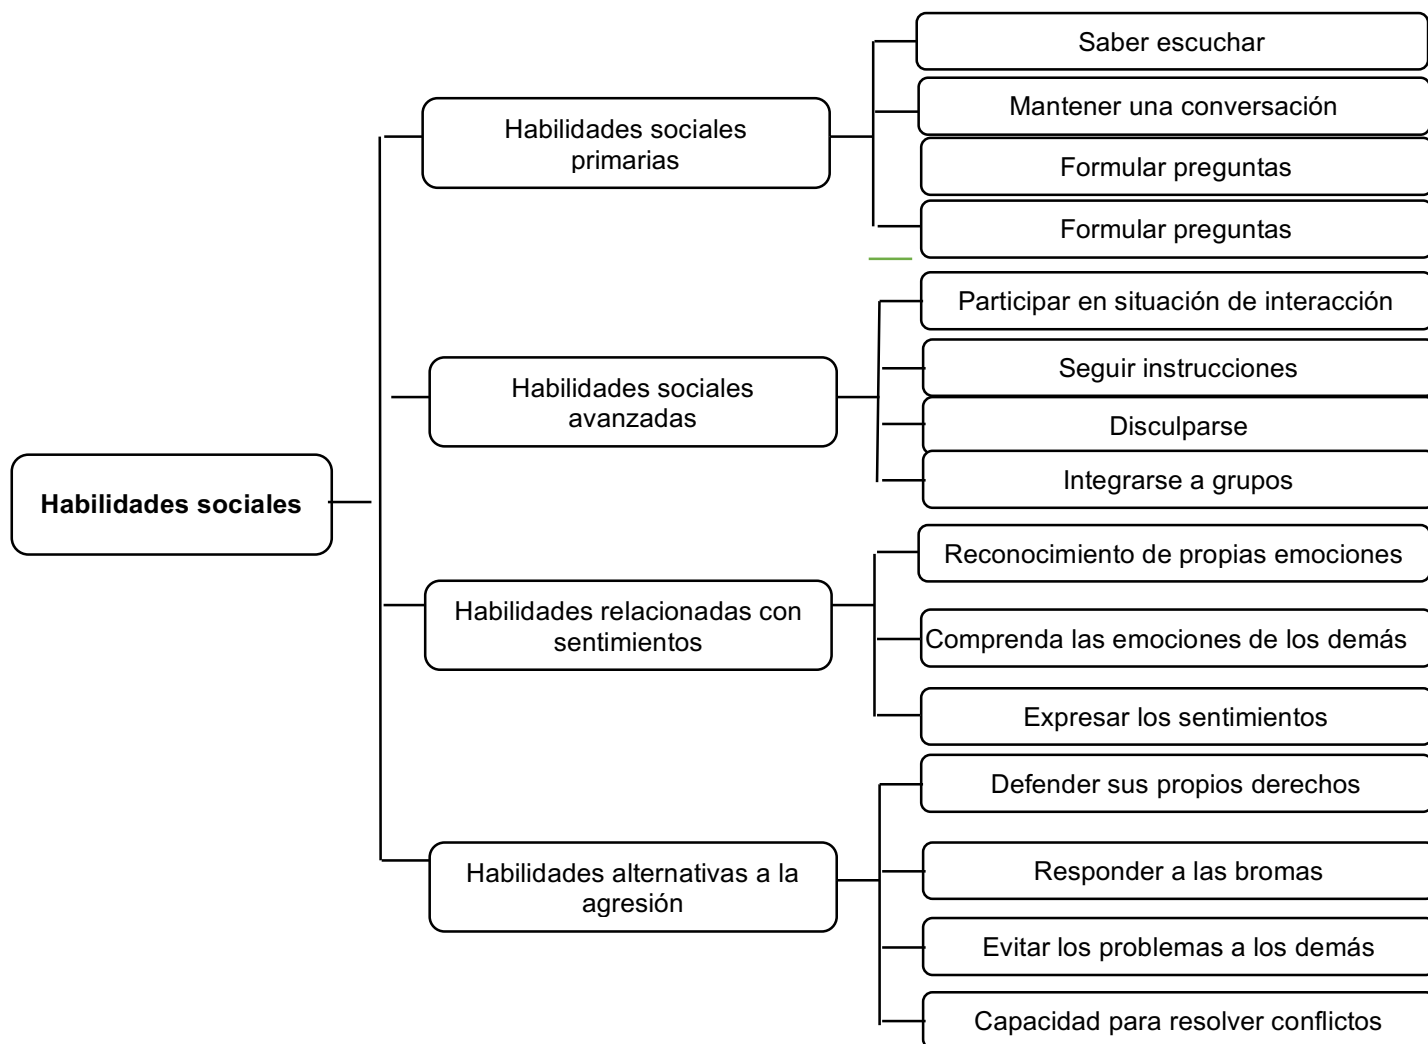 Habilidades sociales
Habilidades sociales
primarias
Saber escuchar
Mantener una conversación
Formular preguntas
Formular preguntas
Habilidades sociales
avanzadas
Participar en situación de interacción
Seguir instrucciones
Disculparse
Integrarse a grupos
Habilidades relacionadas con
sentimientos
Reconocimiento de propias emociones
Comprenda las emociones de los demás
Expresar los sentimientos
Habilidades alternativas a la
agresión
Defender sus propios derechos
Responder a las bromas
Evitar los problemas a los demás
Capacidad para resolver conflictos